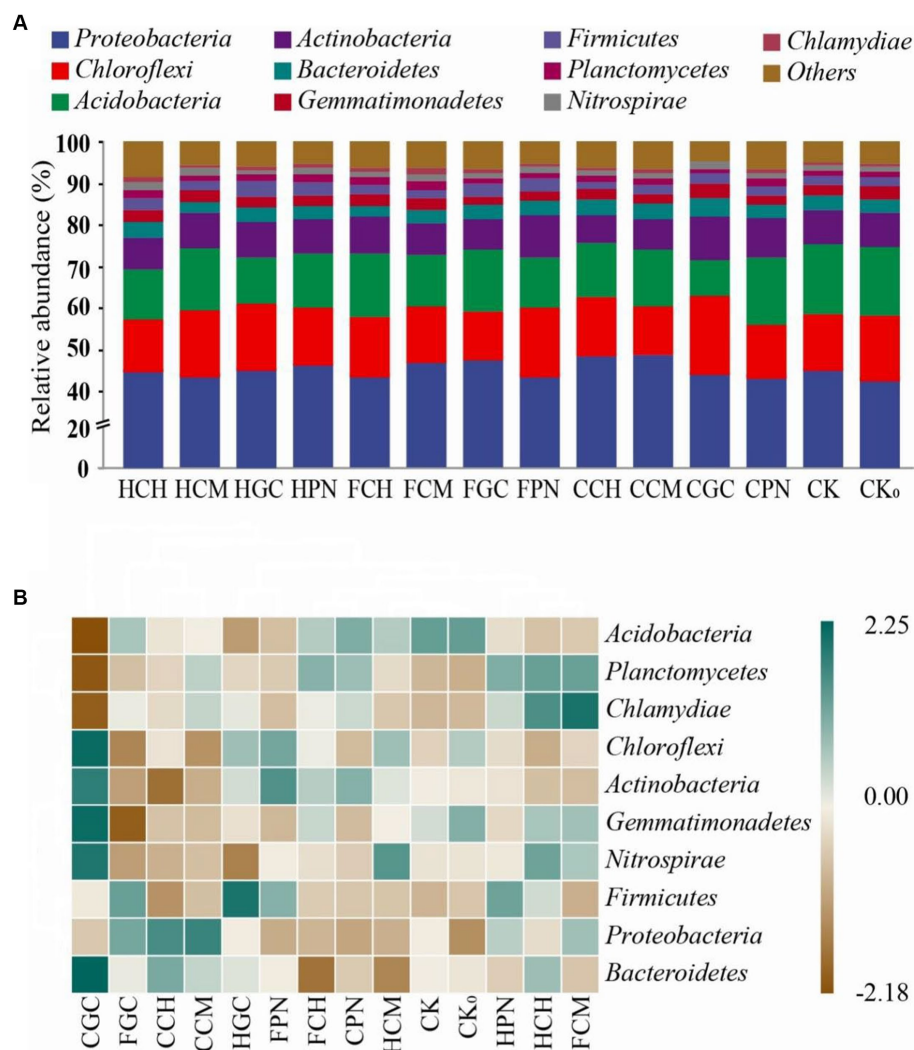 A
Proteobacteria Actinobacteria Firmicutes Chlamydiae
Chloroflexi Bacteroidetes Planctomycetes Others
Acidobacteria Gemmatimonadetes Nitrospirae
Relative abundance (%)
100
90
80
70
60
50
40
20
0
HCH HCM HGC HPN FCH FCM FGC FPN CCH CCM CGC CPN CK CK₀
B
Acidobacteria
Planctomycetes
Chlamydiae
Chloroflexi
Actinobacteria
Gemmatimonadetes
Nitrospirae
Firmicutes
Proteobacteria
Bacteroidetes
2.25
0.00
-2.18
CGC FGC CCH CCM HGC FPN FCH CPN HCM CK CK₀ HPN HCH FCM